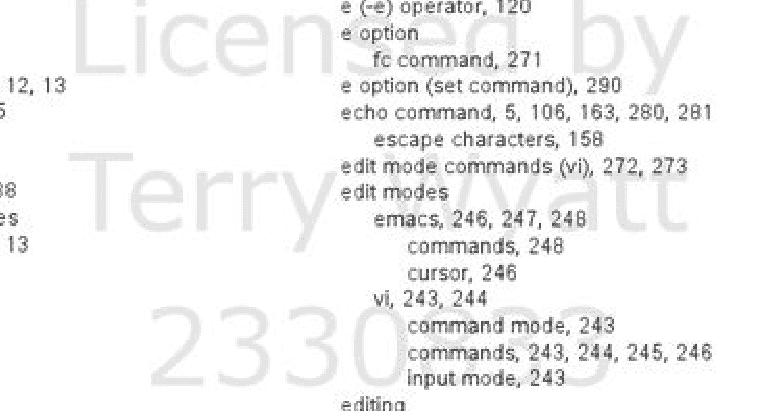 Licensed by
Terry Wyatt
e (-e) operator, 120
e option
fc command, 271
e option (set command), 290
echo command, 5, 106, 163, 280, 281
escape characters, 158
edit mode commands (vi), 272, 273
edit modes
emacs, 246, 247, 248
commands, 248
cursor, 246
vi, 243, 244
command mode, 243
commands, 243, 244, 245, 246
input mode, 243
editing
12, 13
13